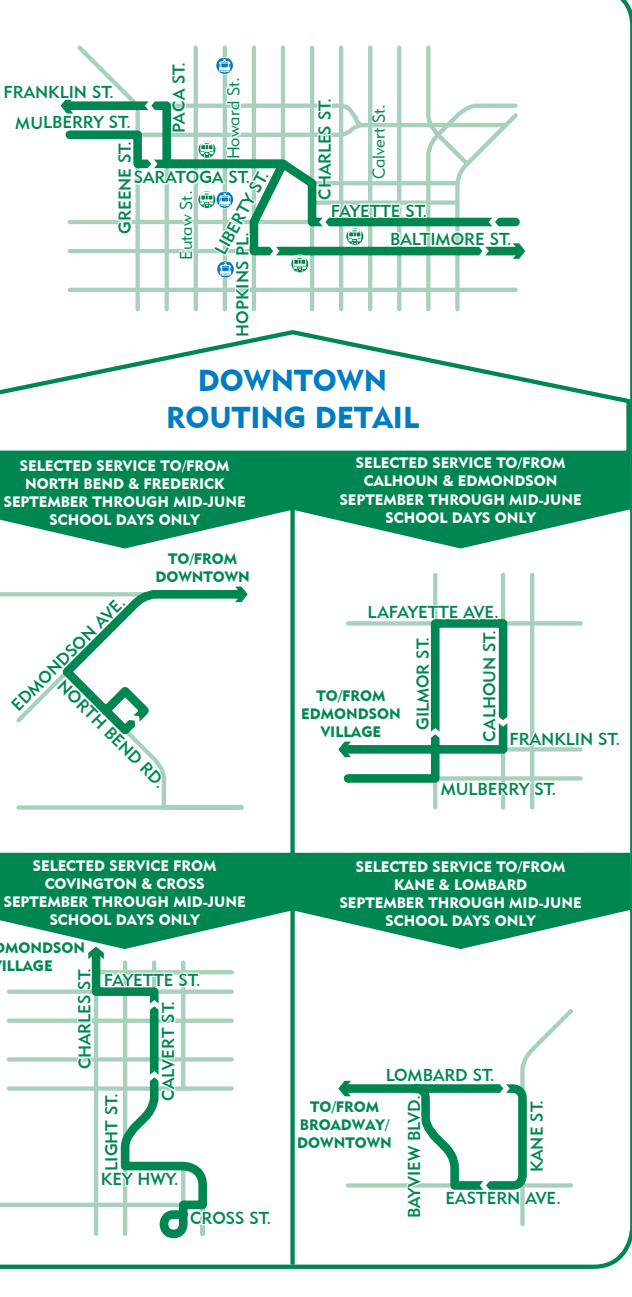 FRANKLIN ST.
MULBERRY ST.
PACA ST.
Howard St.
CHARLES ST.
Calvert St.
GREENE ST.
SARATOGA ST.
Eutaw St.
LIBERTY ST.
HOPKINS PL.
FAYETTE ST.
BALTIMORE ST.
DOWNTOWN
ROUTING DETAIL
SELECTED SERVICE TO/FROM
NORTH BEND & FREDERICK
SEPTEMBER THROUGH MID-JUNE
SCHOOL DAYS ONLY
TO/FROM
DOWNTOWN
EDMONDSON AVE.
NORTH BEND RD.
SELECTED SERVICE TO/FROM
CALHOUN & EDMONDSON
SEPTEMBER THROUGH MID-JUNE
SCHOOL DAYS ONLY
LAFAYETTE AVE.
GILMOR ST.
CALHOUN ST.
TO/FROM
EDMONDSON
VILLAGE
FRANKLIN ST.
MULBERRY ST.
SELECTED SERVICE FROM
COVINGTON & CROSS
SEPTEMBER THROUGH MID-JUNE
SCHOOL DAYS ONLY
DMONDSON
ILLAGE
FAYETTE ST.
CHARLES ST.
CALVERT ST.
LIGHT ST.
KEY HWY.
CROSS ST.
SELECTED SERVICE TO/FROM
KANE & LOMBARD
SEPTEMBER THROUGH MID-JUNE
SCHOOL DAYS ONLY
LOMBARD ST.
TO/FROM
BROADWAY/
DOWNTOWN
BAYVIEW BLVD.
KANE ST.
EASTERN AVE.